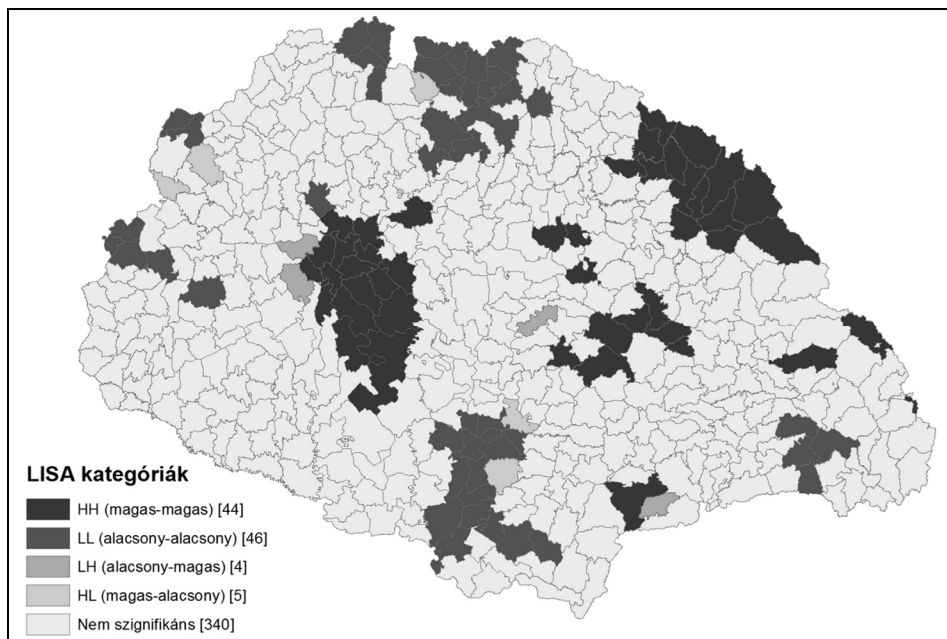 LISA kategóriák
HH (magas-magas) [44]
LL (alacsony-alacsony) [46]
LH (alacsony-magas) [4]
HL (magas-alacsony) [5]
Nem szignifikáns [340]